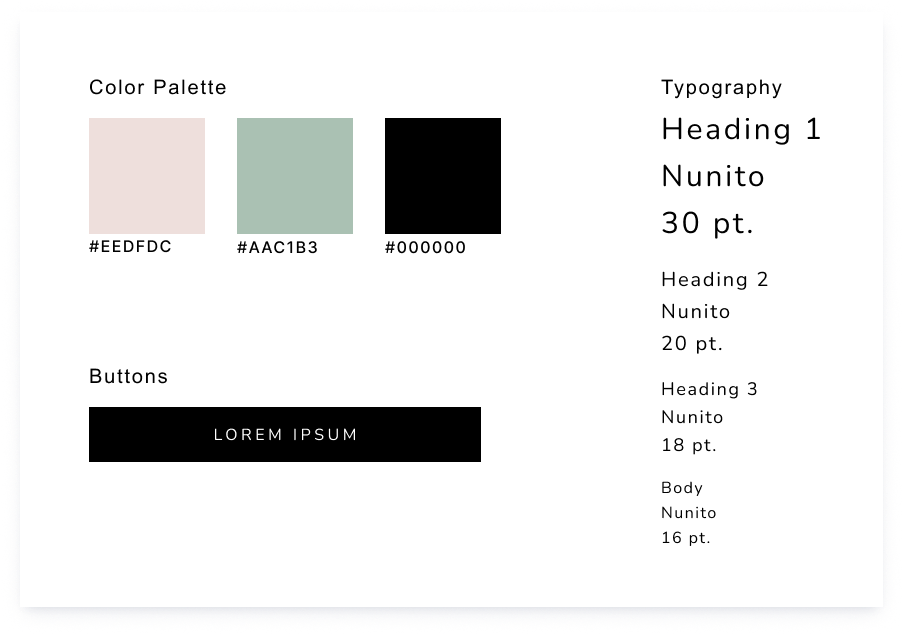 Color Palette
#EEDFDC
#AAC1B3
#000000
Buttons
LOREM IPSUM
Typography
Heading 1
Nunito
30 pt.
Heading 2
Nunito
20 pt.
Heading 3
Nunito
18 pt.
Body
Nunito
16 pt.